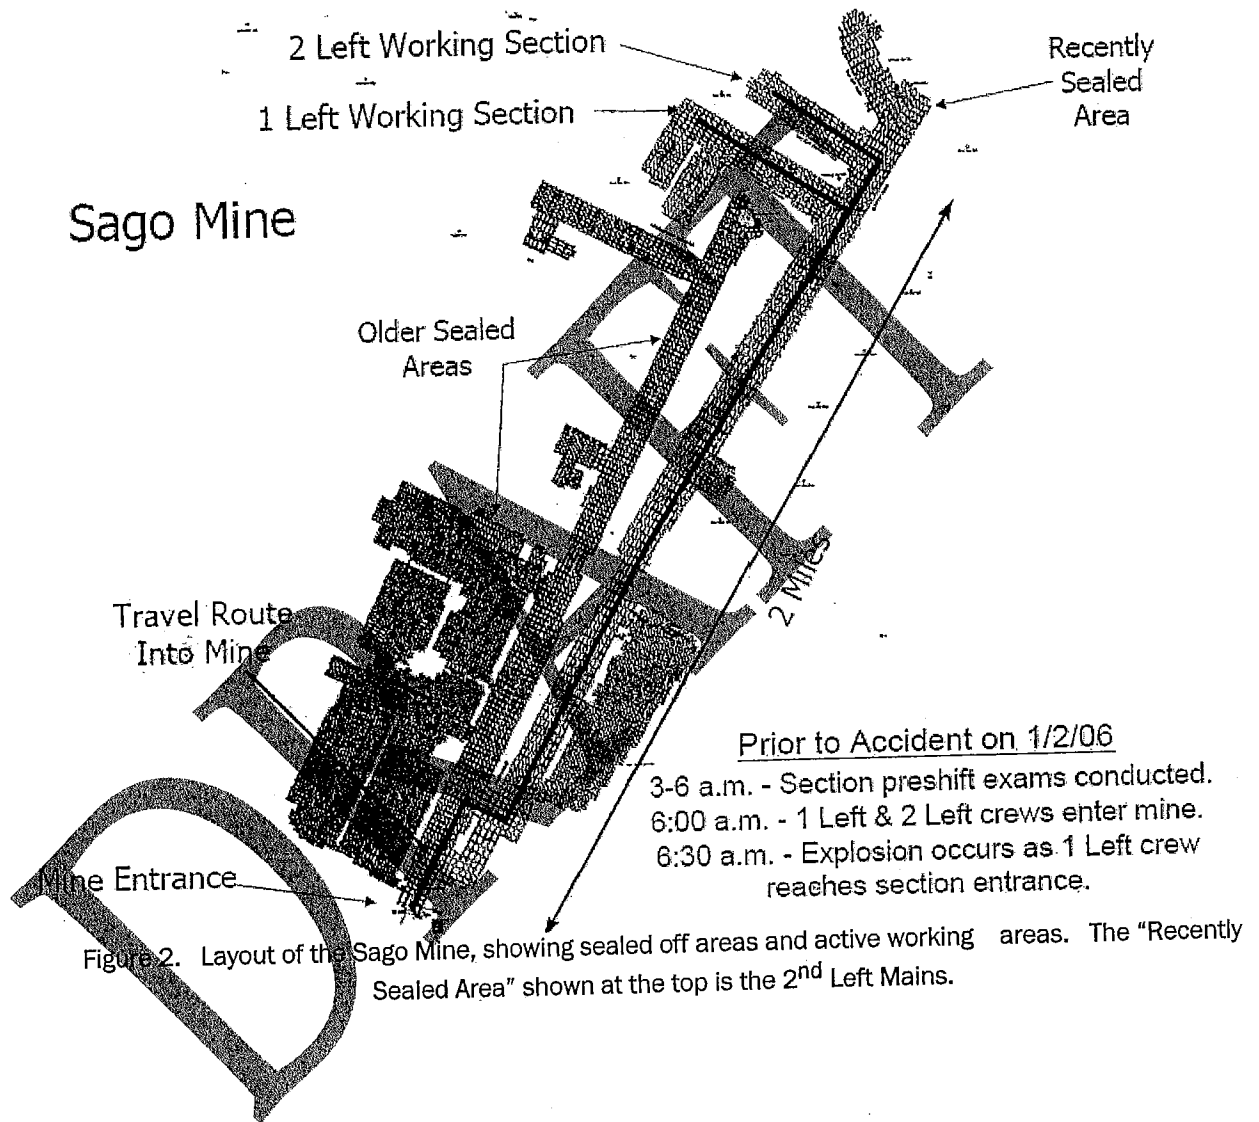 2 Left Working Section
Recently
Sealed
Area
1 Left Working Section
Sago Mine
Older Sealed
Areas
2 Miles
Travel Route
Into Mine
Prior to Accident on 1/2/06
3-6 a.m. - Section preshift exams conducted.
6:00 a.m. - 1 Left & 2 Left crews enter mine.
6:30 a.m. - Explosion occurs as 1 Left crew
reaches section entrance.
Mine Entrance
Figure 2. Layout of the Sago Mine, showing sealed off areas and active working areas. The “Recently
Sealed Area” shown at the top is the 2nd Left Mains.
DRAFT